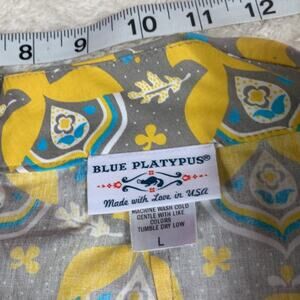 8 9 10 11 12
BLUE PLATYPUS®
Made with Love in USA
MACHINE WASH COLD
GENTLE WITH LIKE
COLORS
TUMBLE DRY LOW
L